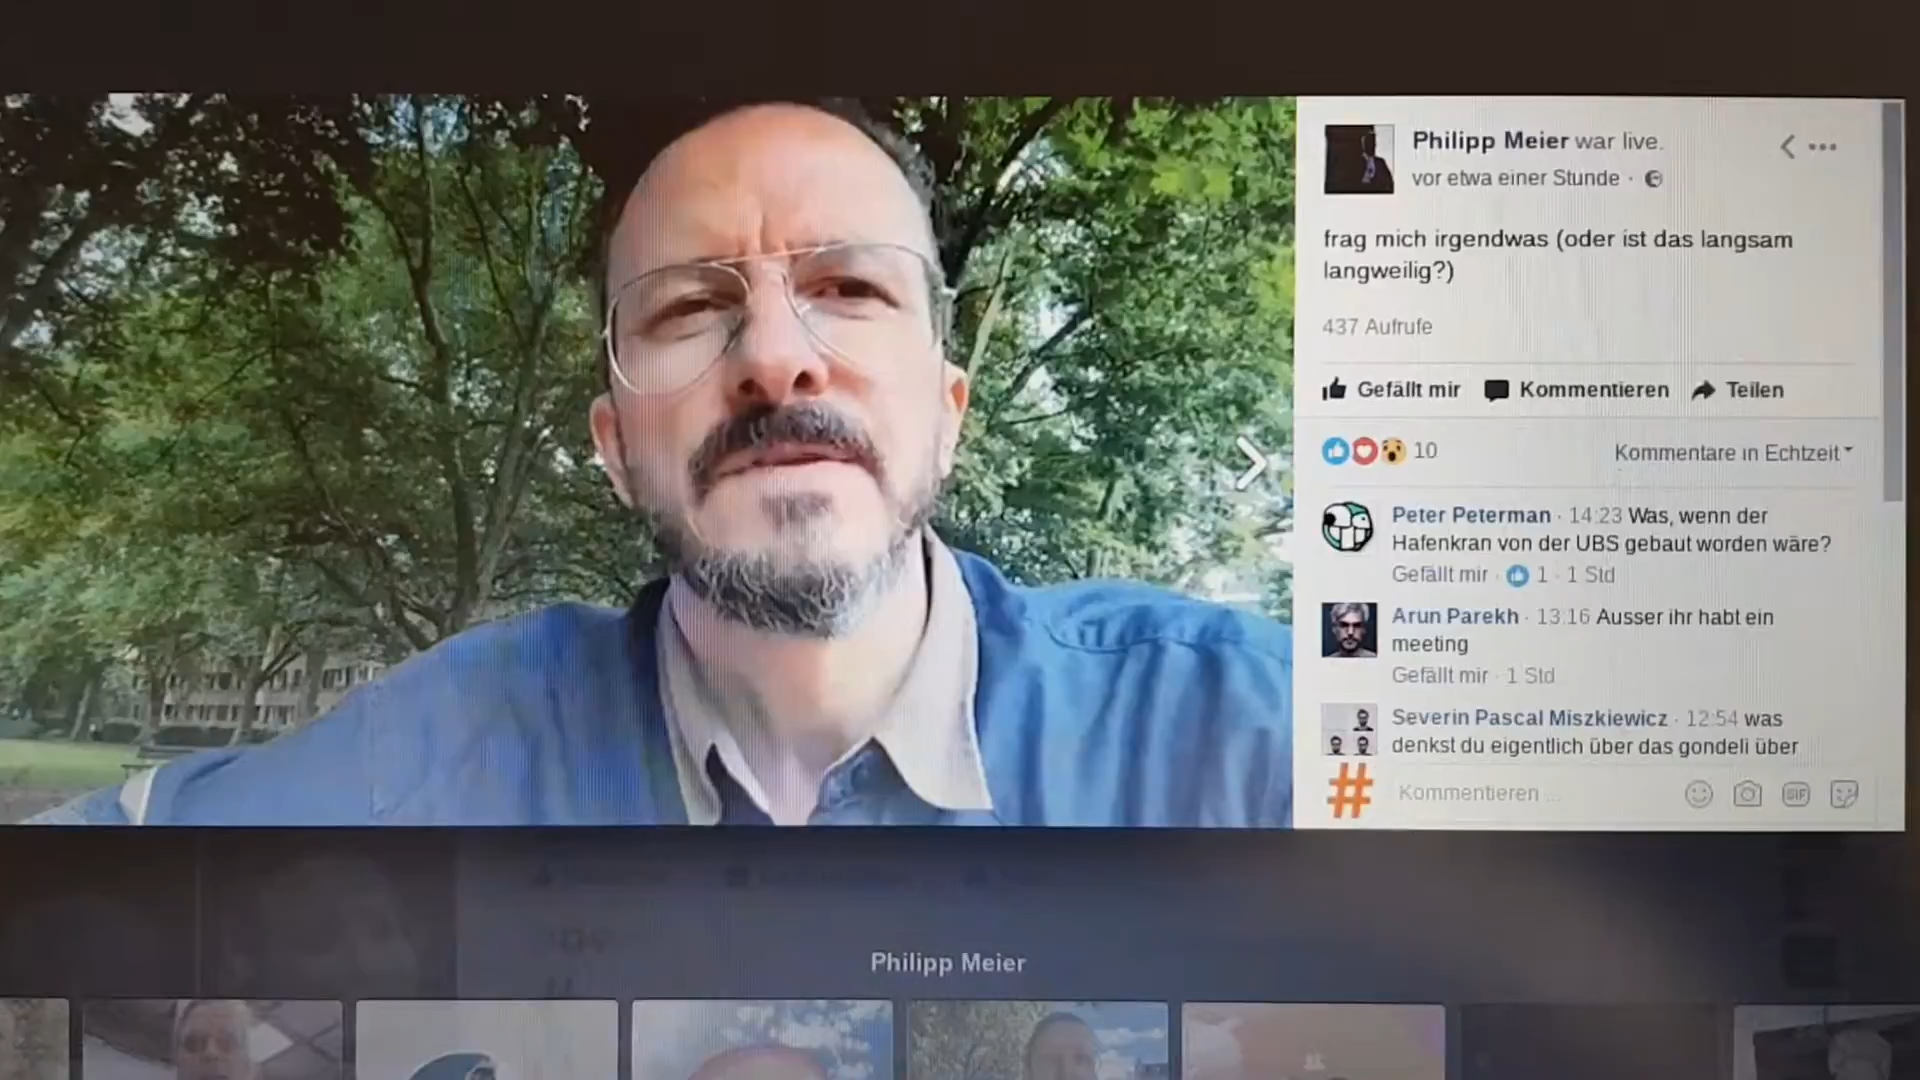 Philipp Meier war live.
vor etwa einer Stunde ·
frag mich irgendwas (oder ist das langsam
langweilig?)
437 Aufrufe
Gefällt mir Kommentieren Teilen
10 Kommentare in Echtzeit
Peter Peterman · 14:23 Was, wenn der
Hafenkran von der UBS gebaut worden wäre?
Gefällt mir · 1 · 1 Std
Arun Parekh · 13:16 Ausser ihr habt ein
meeting
Gefällt mir · 1 Std
Severin Pascal Miszkiewicz · 12:54 was
denkst du eigentlich über das gondeli über
# Kommentieren ... GIF
Philipp Meier